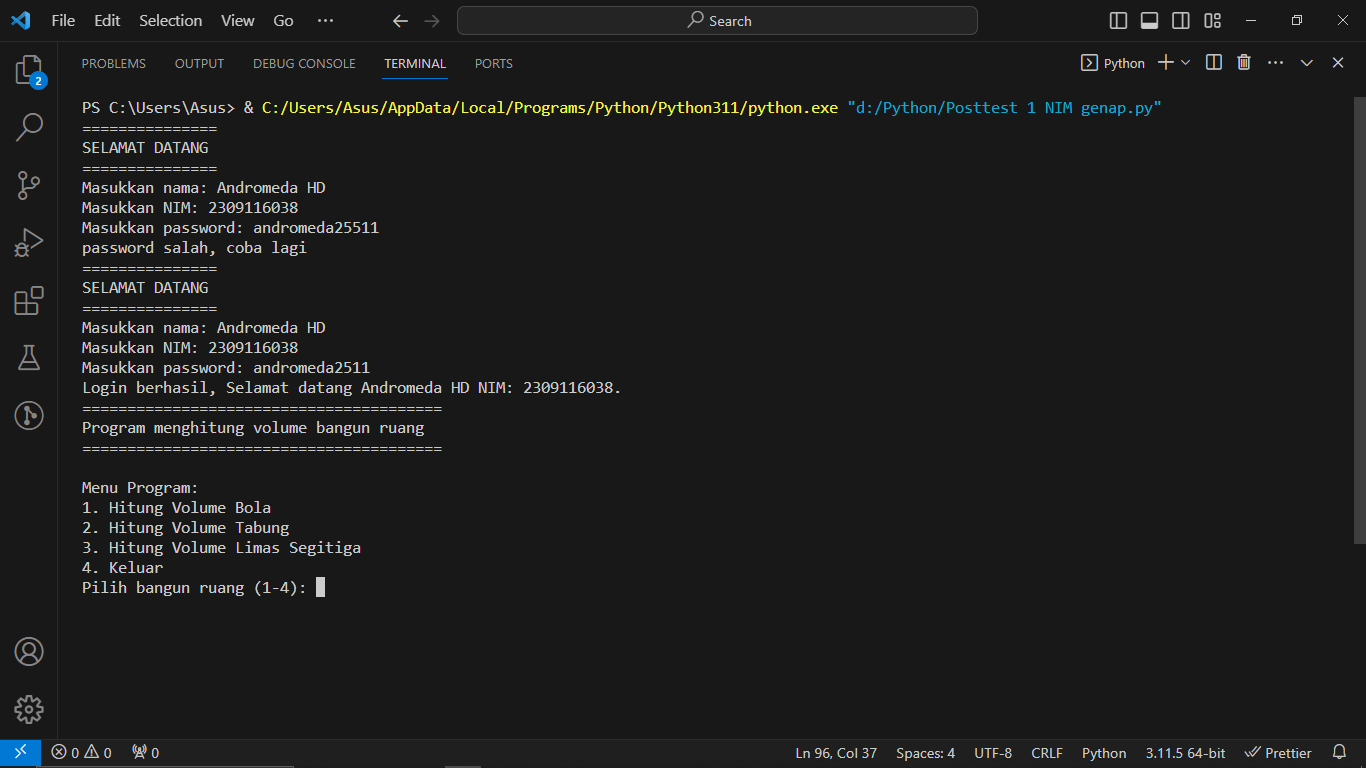 File Edit Selection View Go ··· Search
2
PROBLEMS OUTPUT DEBUG CONSOLE TERMINAL PORTS Python
PS C:\Users\Asus> & C:/Users/Asus/AppData/Local/Programs/Python/Python311/python.exe "d:/Python/Posttest 1 NIM genap.py"
===============
SELAMAT DATANG
===============
Masukkan nama: Andromeda HD
Masukkan NIM: 2309116038
Masukkan password: andromeda25511
password salah, coba lagi
===============
SELAMAT DATANG
===============
Masukkan nama: Andromeda HD
Masukkan NIM: 2309116038
Masukkan password: andromeda2511
Login berhasil, Selamat datang Andromeda HD NIM: 2309116038.
========================================
Program menghitung volume bangun ruang
========================================
Menu Program:
1. Hitung Volume Bola
2. Hitung Volume Tabung
3. Hitung Volume Limas Segitiga
4. Keluar
Pilih bangun ruang (1-4):
0 0 0 Ln 96, Col 37 Spaces: 4 UTF-8 CRLF Python 3.11.5 64-bit Prettier